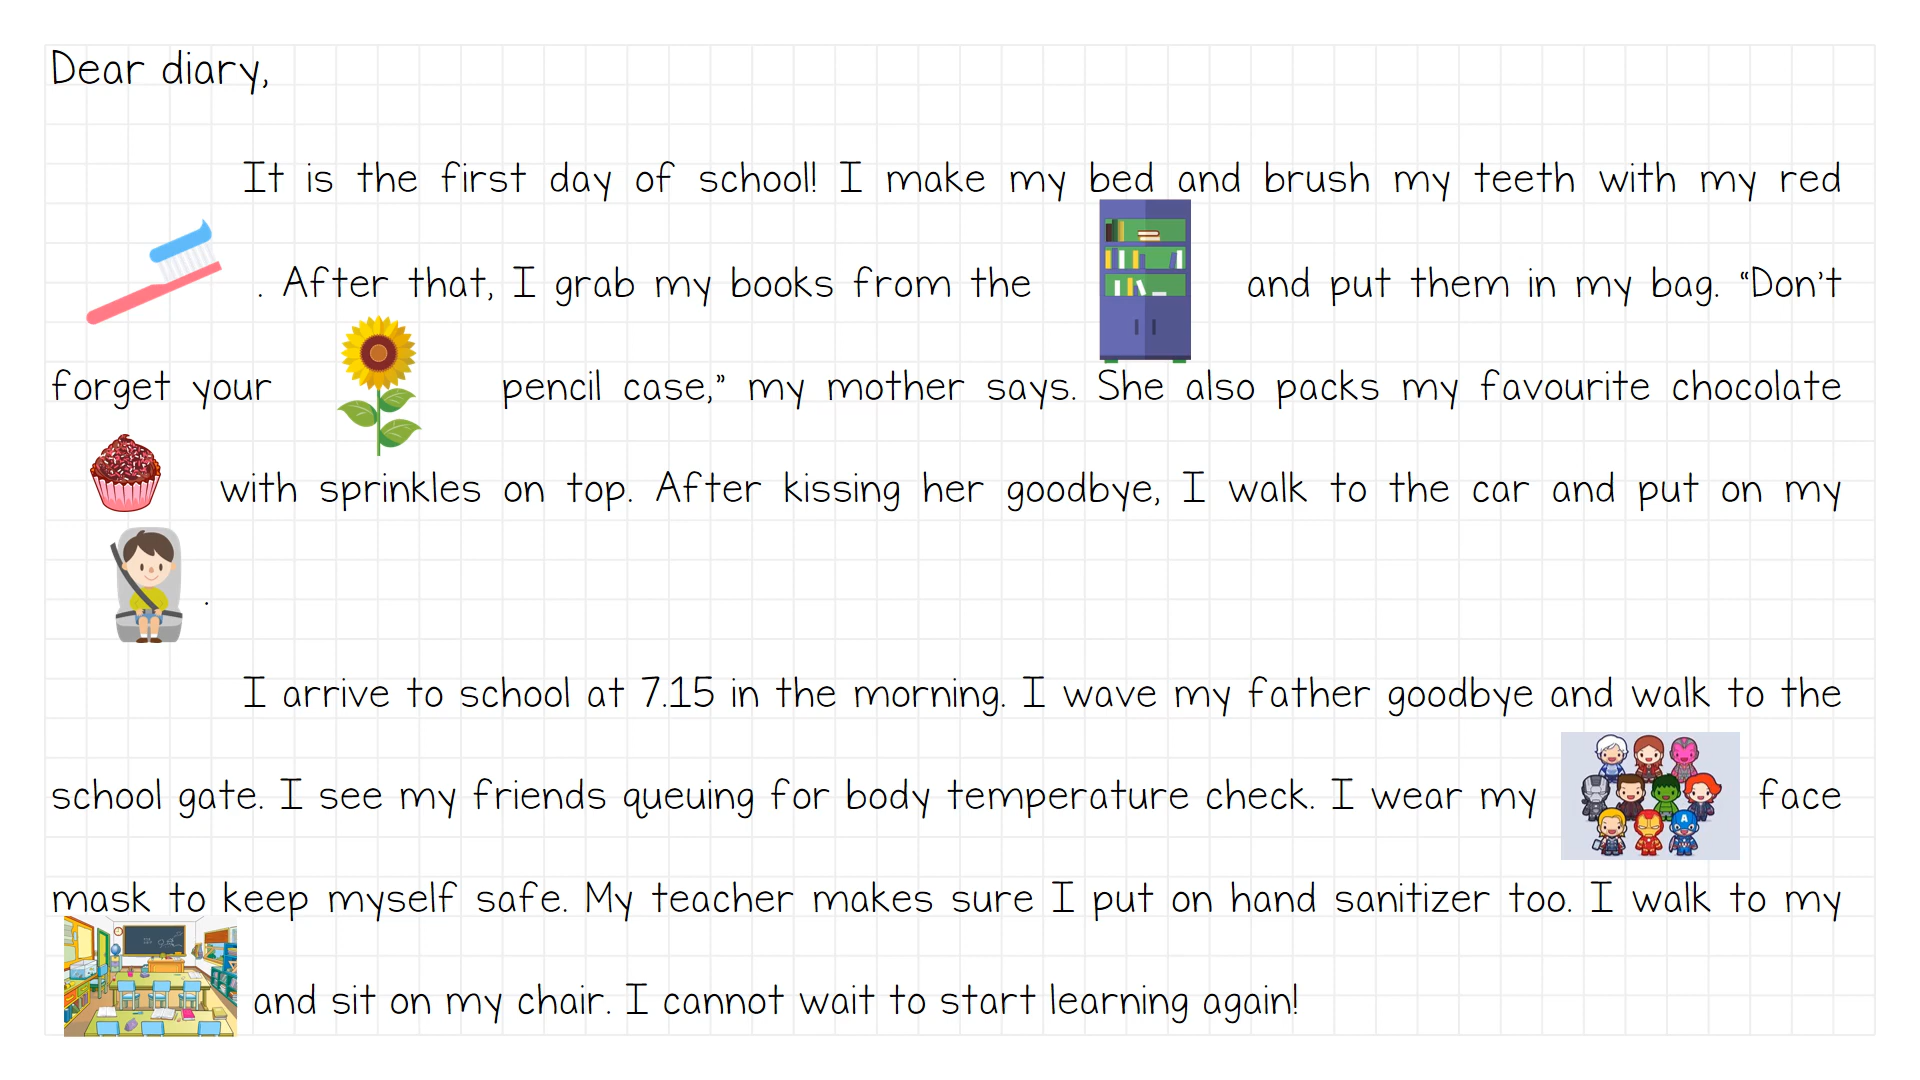 Dear diary,
It is the first day of school! I make my bed and brush my teeth with my red
. After that, I grab my books from the and put them in my bag. “Don’t
forget your pencil case,” my mother says. She also packs my favourite chocolate
with sprinkles on top. After kissing her goodbye, I walk to the car and put on my
.
I arrive to school at 7.15 in the morning. I wave my father goodbye and walk to the
school gate. I see my friends queuing for body temperature check. I wear my face
mask to keep myself safe. My teacher makes sure I put on hand sanitizer too. I walk to my
and sit on my chair. I cannot wait to start learning again!